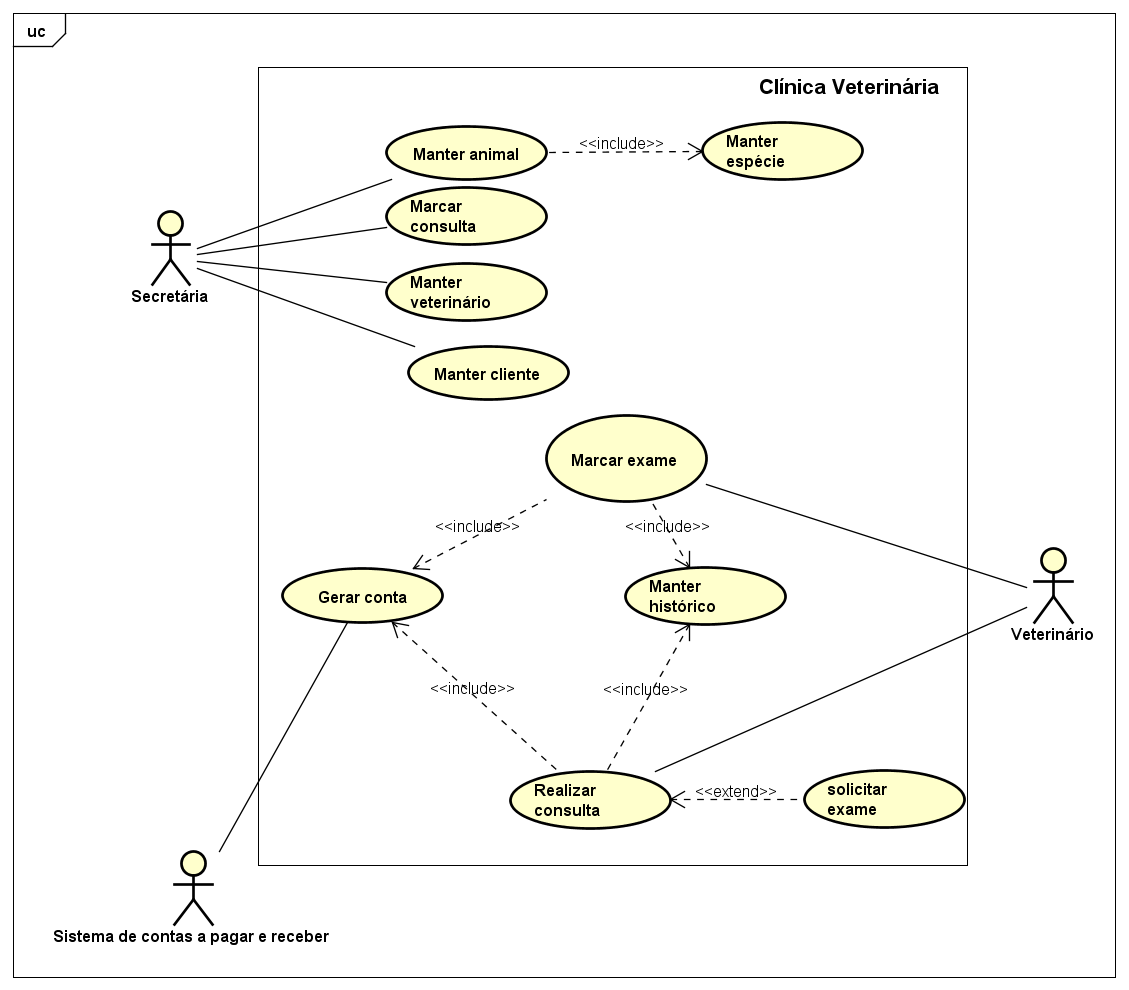 uc
Clínica Veterinária
Manter animal
<<include>>
Manter
espécie
Marcar
consulta
Secretária
Manter
veterinário
Manter cliente
Marcar exame
<<include>>
<<include>>
Gerar conta
Manter
histórico
Veterinário
<<include>>
<<include>>
Realizar
consulta
<<extend>>
solicitar
exame
Sistema de contas a pagar e receber